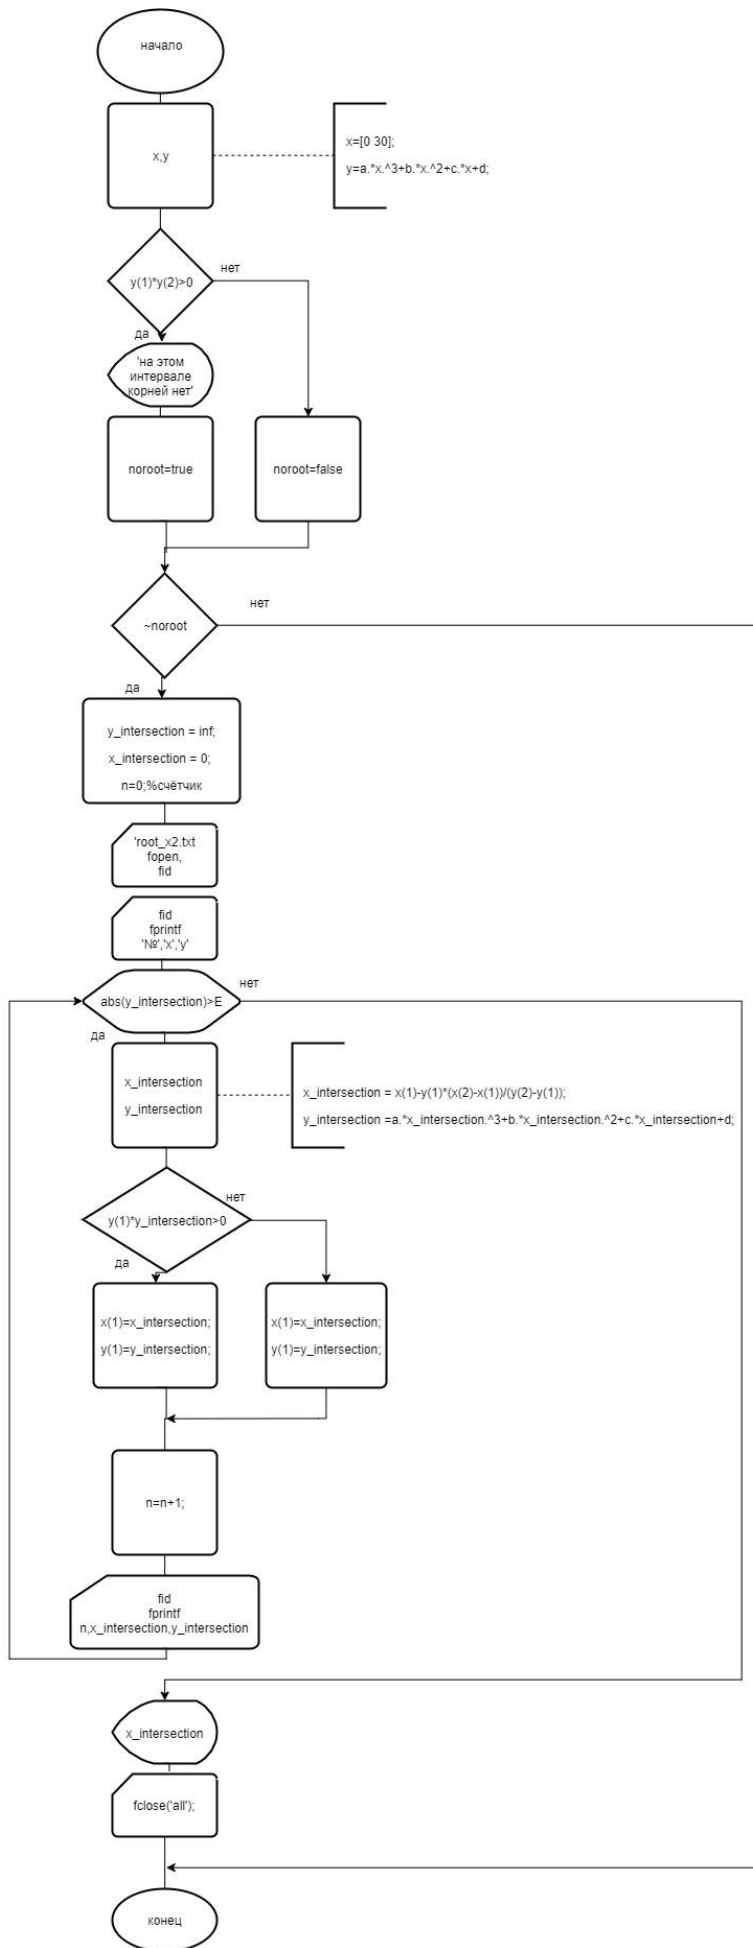 начало
x,y
x=[0 30];
y=a.*x.^3+b.*x.^2+c.*x+d;
y(1)*y(2)>0
нет
да
'на этом
интервале
корней нет'
noroot=true
noroot=false
~noroot
нет
да
y_intersection = inf;
x_intersection = 0;
n=0;%счётчик
'root_x2.txt
fopen,
fid
fid
fprintf
'№','x','y'
abs(y_intersection)>E
нет
да
x_intersection
y_intersection
x_intersection = x(1)-y(1)*(x(2)-x(1))/(y(2)-y(1));
y_intersection =a.*x_intersection.^3+b.*x_intersection.^2+c.*x_intersection+d;
y(1)*y_intersection>0
нет
да
x(1)=x_intersection;
y(1)=y_intersection;
x(1)=x_intersection;
y(1)=y_intersection;
n=n+1;
fid
fprintf
n,x_intersection,y_intersection
x_intersection
fclose('all');
конец